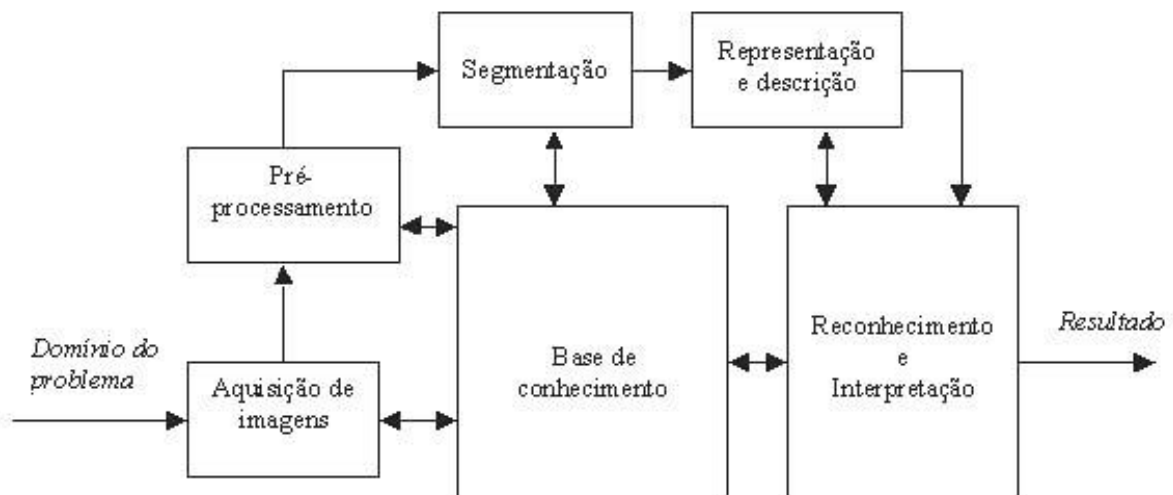 Segmentação
Representação
e descrição
Pré-
processamento
Domínio do
problema
Aquisição de
imagens
Base de
conhecimento
Reconhecimento
e
Interpretação
Resultado